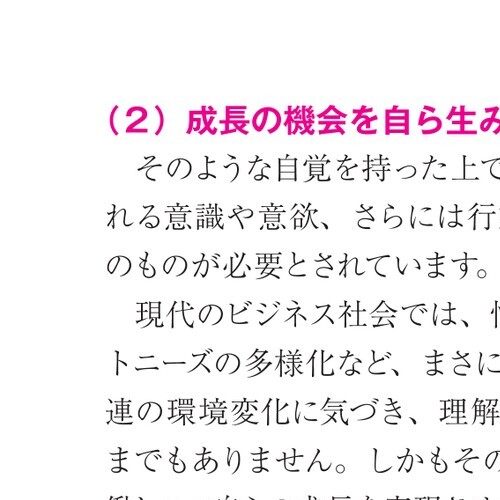 （２）成長の機会を自ら生み
そのような自覚を持った上で
れる意識や意欲、さらには行
のものが必要とされています。
現代のビジネス社会では、
トニーズの多様化など、まさに
連の環境変化に気づき、理解
までもありません。しかもその